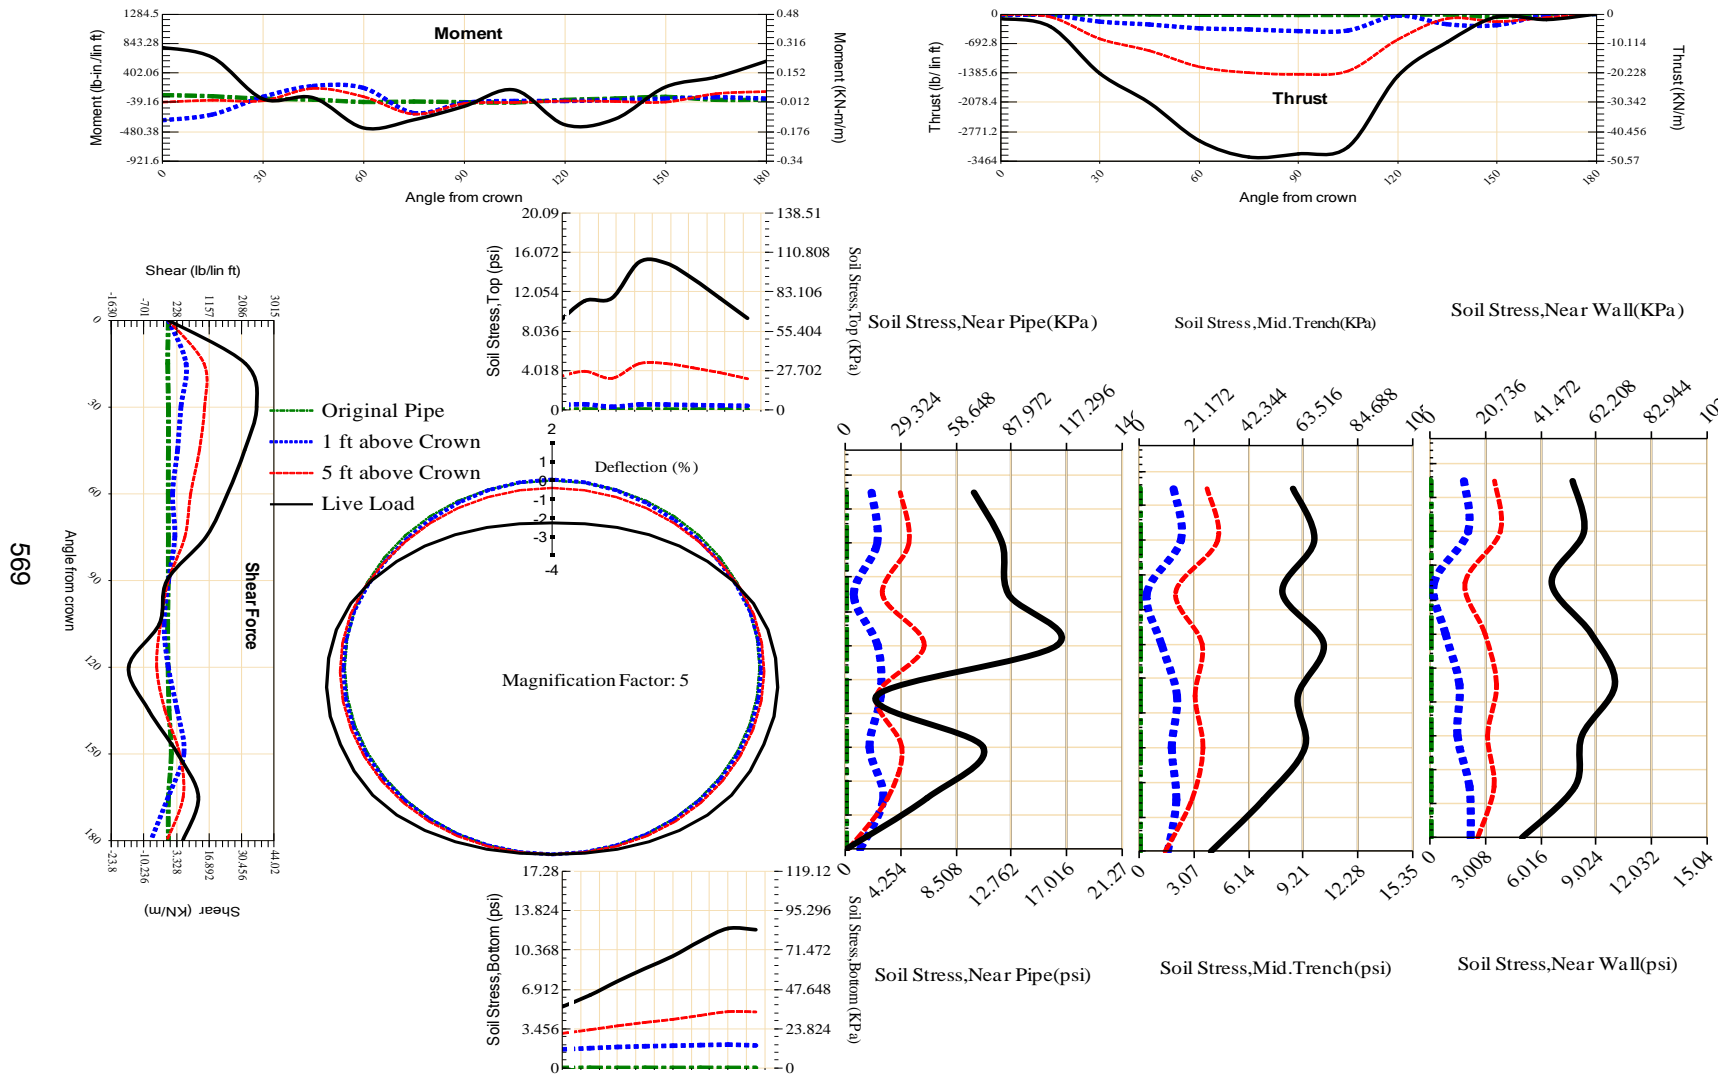 Moment
Moment (lb-in./lin ft)
1284.5
843.28
402.06
-39.16
-480.38
-921.6
0.48
0.316
0.152
-0.012
-0.176
-0.34
Moment (KN-m/m)
0 30 60 90 120 150 180
Angle from crown
Thrust
Thrust (lb/ lin ft)
0
-692.8
-1385.6
-2078.4
-2771.2
-3464
0
-10.114
-20.228
-30.342
-40.456
-50.57
Thrust (KN/m)
0 30 60 90 120 150 180
Angle from crown
Soil Stress,Top (psi)
20.09
16.072
12.054
8.036
4.018
0
138.51
110.808
83.106
55.404
27.702
0
Soil Stress,Top (KPa)
Shear (lb/lin ft)
-1630 -701 228 1157 2086 3015
0
30
60
90
120
150
180
Angle from crown
Shear Force
-23.8 -10.236 3.328 16.892 30.456 44.02
Shear (KN/m)
569
Original Pipe
1 ft above Crown
5 ft above Crown
Live Load
2
1
0
-1
-2
-3
-4
Deflection (%)
Magnification Factor: 5
Soil Stress,Bottom (psi)
17.28
13.824
10.368
6.912
3.456
0
119.12
95.296
71.472
47.648
23.824
0
Soil Stress,Bottom (KPa)
Soil Stress,Near Pipe(KPa)
0 29.324 58.648 87.972 117.296 14
0 4.254 8.508 12.762 17.016 21.27
Soil Stress,Near Pipe(psi)
Soil Stress,Mid.Trench(KPa)
0 21.172 42.344 63.516 84.688 105
0 3.07 6.14 9.21 12.28 15.35
Soil Stress,Mid.Trench(psi)
Soil Stress,Near Wall(KPa)
0 20.736 41.472 62.208 82.944 10
0 3.008 6.016 9.024 12.032 15.04
Soil Stress,Near Wall(psi)